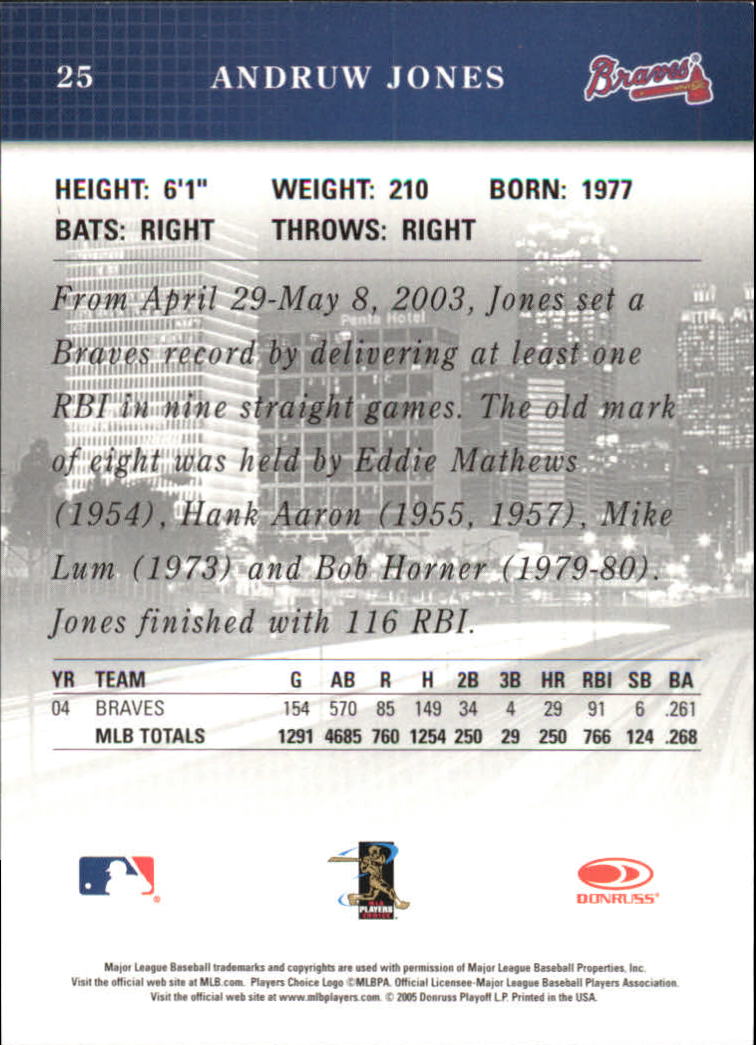 25 ANDRUW JONES Braves
HEIGHT: 6'1" WEIGHT: 210 BORN: 1977
BATS: RIGHT THROWS: RIGHT
Penta Hotel
From April 29-May 8, 2003, Jones set a
Braves record by delivering at least one
RBI in nine straight games. The old mark
of eight was held by Eddie Mathews
(1954), Hank Aaron (1955, 1957), Mike
Lum (1973) and Bob Horner (1979-80).
Jones finished with 116 RBI.
YR TEAM G AB R H 2B 3B HR RBI SB BA
04 BRAVES 154 570 85 149 34 4 29 91 6 .261
MLB TOTALS 1291 4685 760 1254 250 29 250 766 124 .268
MLB
PLAYERS
CHOICE
DONRUSS®
Major League Baseball trademarks and copyrights are used with permission of Major League Baseball Properties, Inc.
Visit the official web site at MLB.com. Players Choice Logo ©MLBPA. Official Licensee-Major League Baseball Players Association.
Visit the official web site at www.mlbplayers.com. © 2005 Donruss Playoff L.P. Printed in the USA.